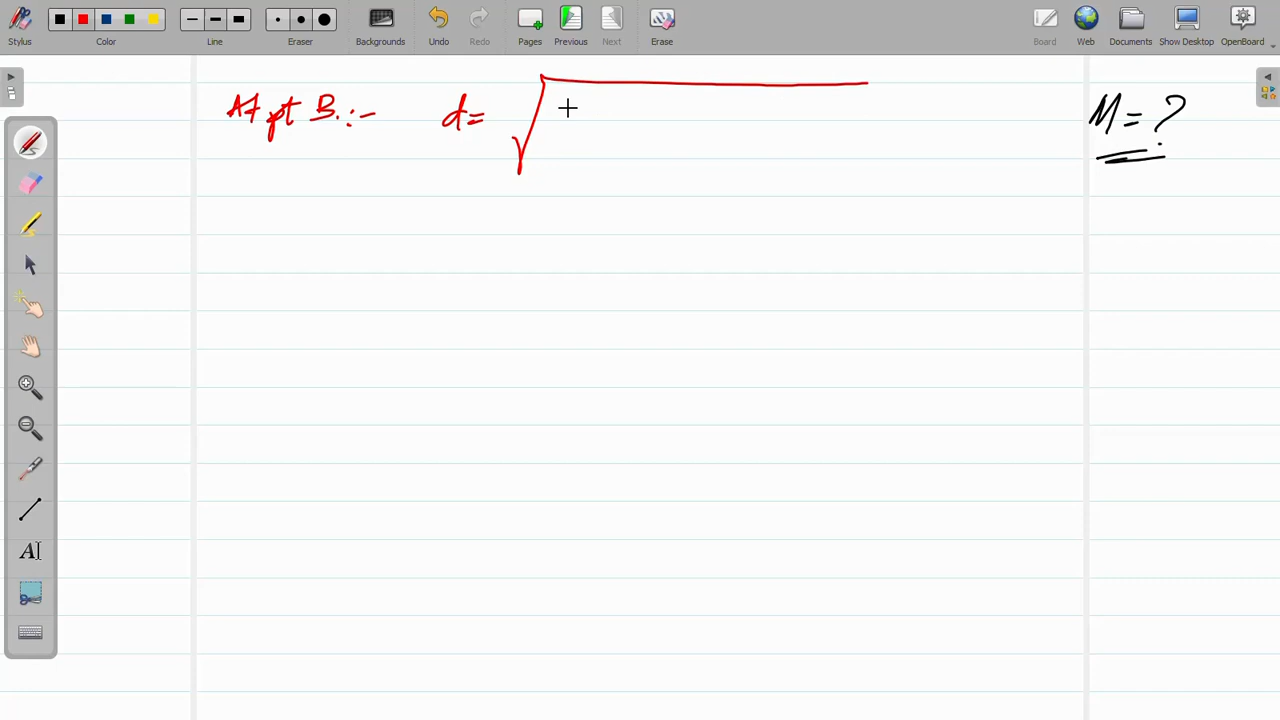 Stylus Color Line Eraser Backgrounds Undo Redo Pages Previous Next Erase Board Web Documents Show Desktop OpenBoard
At pt B.:- d= √
M=?
A